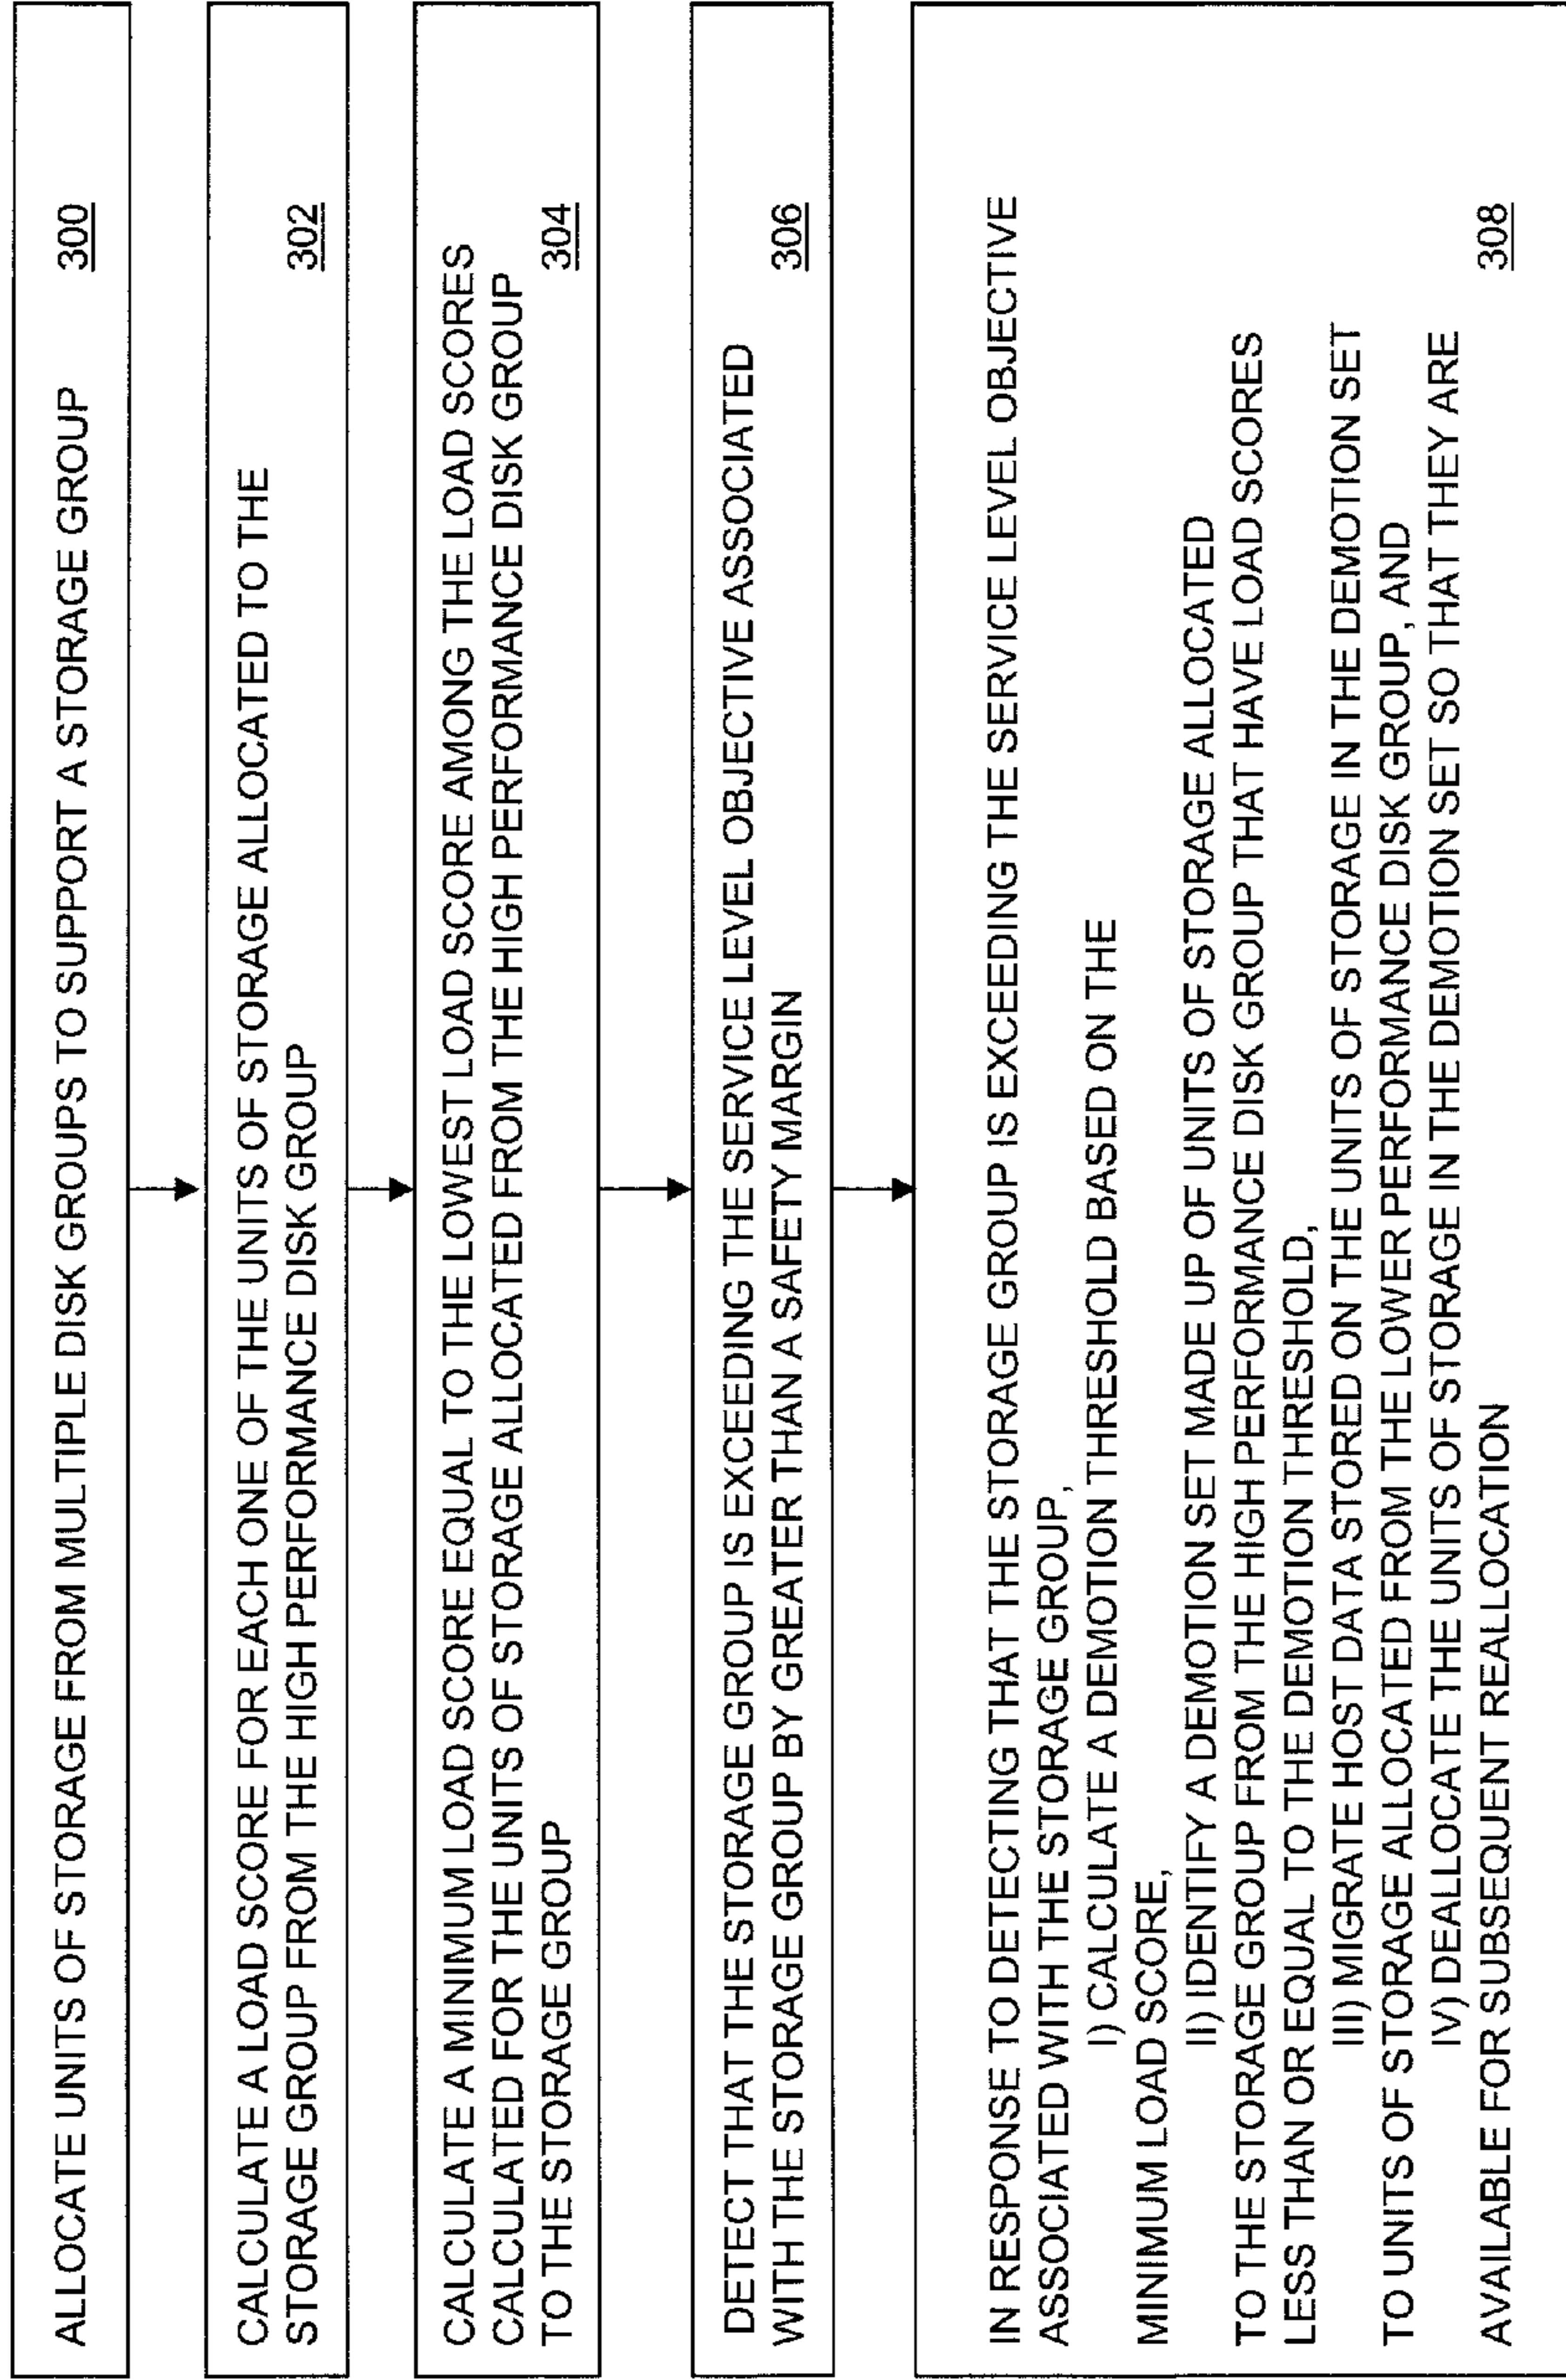 ALLOCATE UNITS OF STORAGE FROM MULTIPLE DISK GROUPS TO SUPPORT A STORAGE GROUP
300
CALCULATE A LOAD SCORE FOR EACH ONE OF THE UNITS OF STORAGE ALLOCATED TO THE
STORAGE GROUP FROM THE HIGH PERFORMANCE DISK GROUP
302
CALCULATE A MINIMUM LOAD SCORE EQUAL TO THE LOWEST LOAD SCORE AMONG THE LOAD SCORES
CALCULATED FOR THE UNITS OF STORAGE ALLOCATED FROM THE HIGH PERFORMANCE DISK GROUP
TO THE STORAGE GROUP
304
DETECT THAT THE STORAGE GROUP IS EXCEEDING THE SERVICE LEVEL OBJECTIVE ASSOCIATED
WITH THE STORAGE GROUP BY GREATER THAN A SAFETY MARGIN
306
IN RESPONSE TO DETECTING THAT THE STORAGE GROUP IS EXCEEDING THE SERVICE LEVEL OBJECTIVE
ASSOCIATED WITH THE STORAGE GROUP,
I) CALCULATE A DEMOTION THRESHOLD BASED ON THE
MINIMUM LOAD SCORE,
II) IDENTIFY A DEMOTION SET MADE UP OF UNITS OF STORAGE ALLOCATED
TO THE STORAGE GROUP FROM THE HIGH PERFORMANCE DISK GROUP THAT HAVE LOAD SCORES
LESS THAN OR EQUAL TO THE DEMOTION THRESHOLD,
III) MIGRATE HOST DATA STORED ON THE UNITS OF STORAGE IN THE DEMOTION SET
TO UNITS OF STORAGE ALLOCATED FROM THE LOWER PERFORMANCE DISK GROUP, AND
IV) DEALLOCATE THE UNITS OF STORAGE IN THE DEMOTION SET SO THAT THEY ARE
AVAILABLE FOR SUBSEQUENT REALLOCATION
308